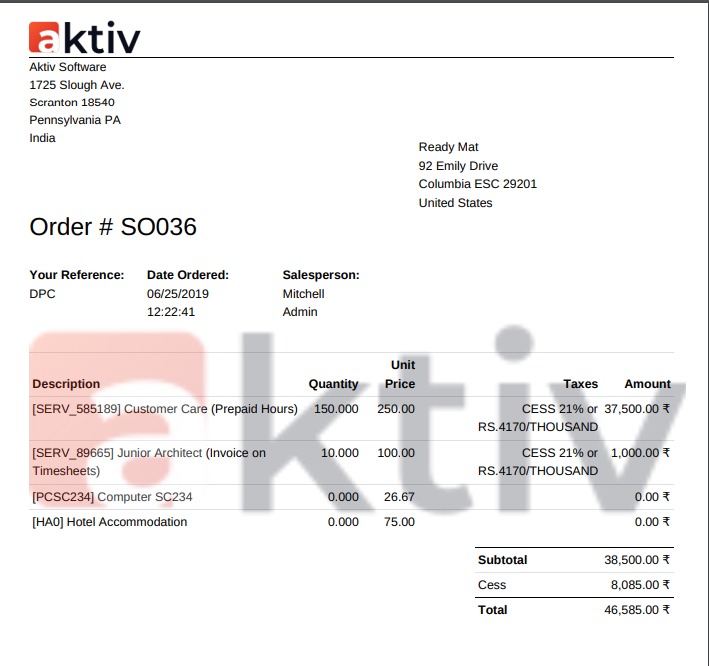 aktiv
Aktiv Software
1725 Slough Ave.
Scranton 18540
Pennsylvania PA
India
Ready Mat
92 Emily Drive
Columbia ESC 29201
United States
Order # SO036
Your Reference: Date Ordered: Salesperson:
DPC 06/25/2019 Mitchell
12:22:41 Admin
aktiv
Unit
Description Quantity Price Taxes Amount
[SERV_585189] Customer Care (Prepaid Hours) 150.000 250.00 CESS 21% or 37,500.00 ₹
RS.4170/THOUSAND
[SERV_89665] Junior Architect (Invoice on 10.000 100.00 CESS 21% or 1,000.00 ₹
Timesheets) RS.4170/THOUSAND
[PCSC234] Computer SC234 0.000 26.67 0.00 ₹
[HA0] Hotel Accommodation 0.000 75.00 0.00 ₹
Subtotal 38,500.00 ₹
Cess 8,085.00 ₹
Total 46,585.00 ₹